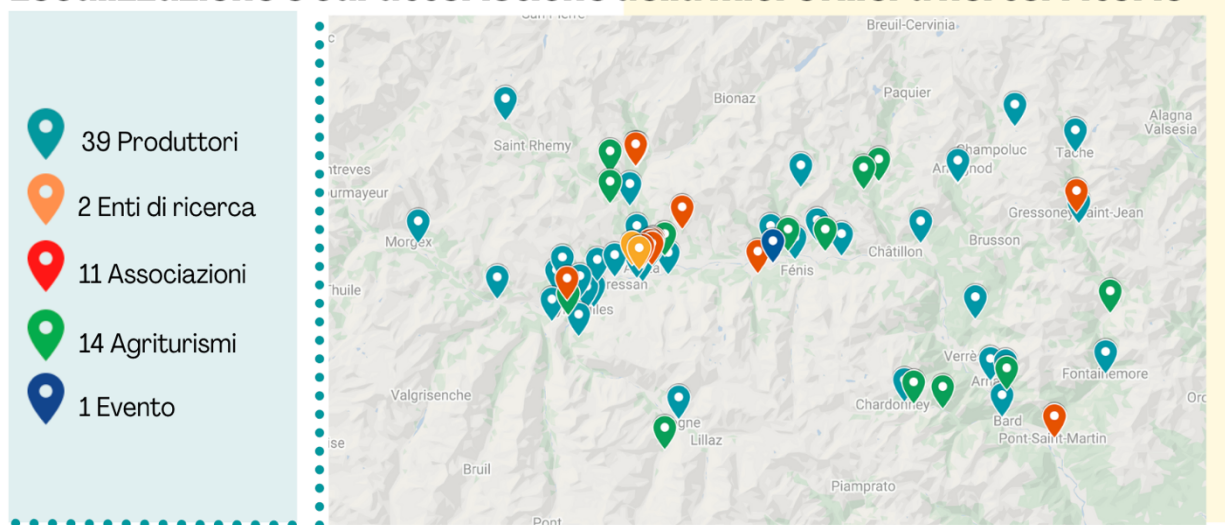 39 Produttori
2 Enti di ricerca
11 Associazioni
14 Agriturismi
1 Evento
Breuil-Cervinia
Bionaz
Paquier
Alagna
Valsesia
Saint Rhemy
Champoluc
Tache
Morgex
Gressoney-Saint-Jean
Brusson
Châtillon
Fénis
Valgrisenche
Chardonney
Fontainemore
Bard
Pont-Saint-Martin
Lillaz
Bruil
Piamprato
Pont